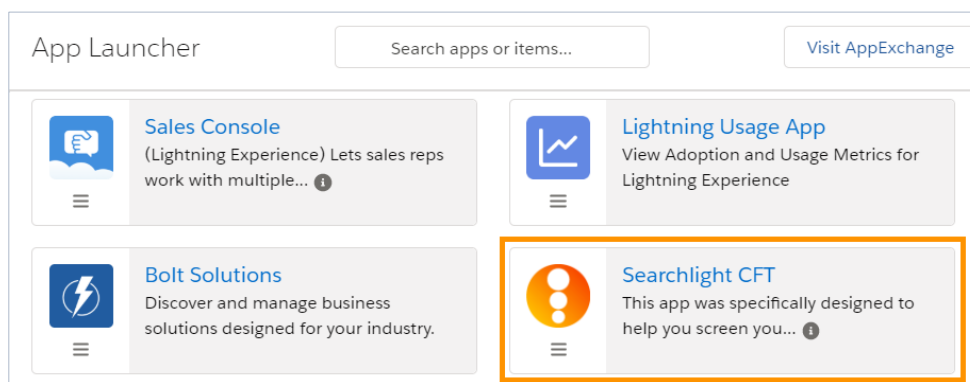 App Launcher
Search apps or items...
Visit AppExchange
Sales Console
(Lightning Experience) Lets sales reps
work with multiple...
Lightning Usage App
View Adoption and Usage Metrics for
Lightning Experience
Bolt Solutions
Discover and manage business
solutions designed for your industry.
Searchlight CFT
This app was specifically designed to
help you screen you...